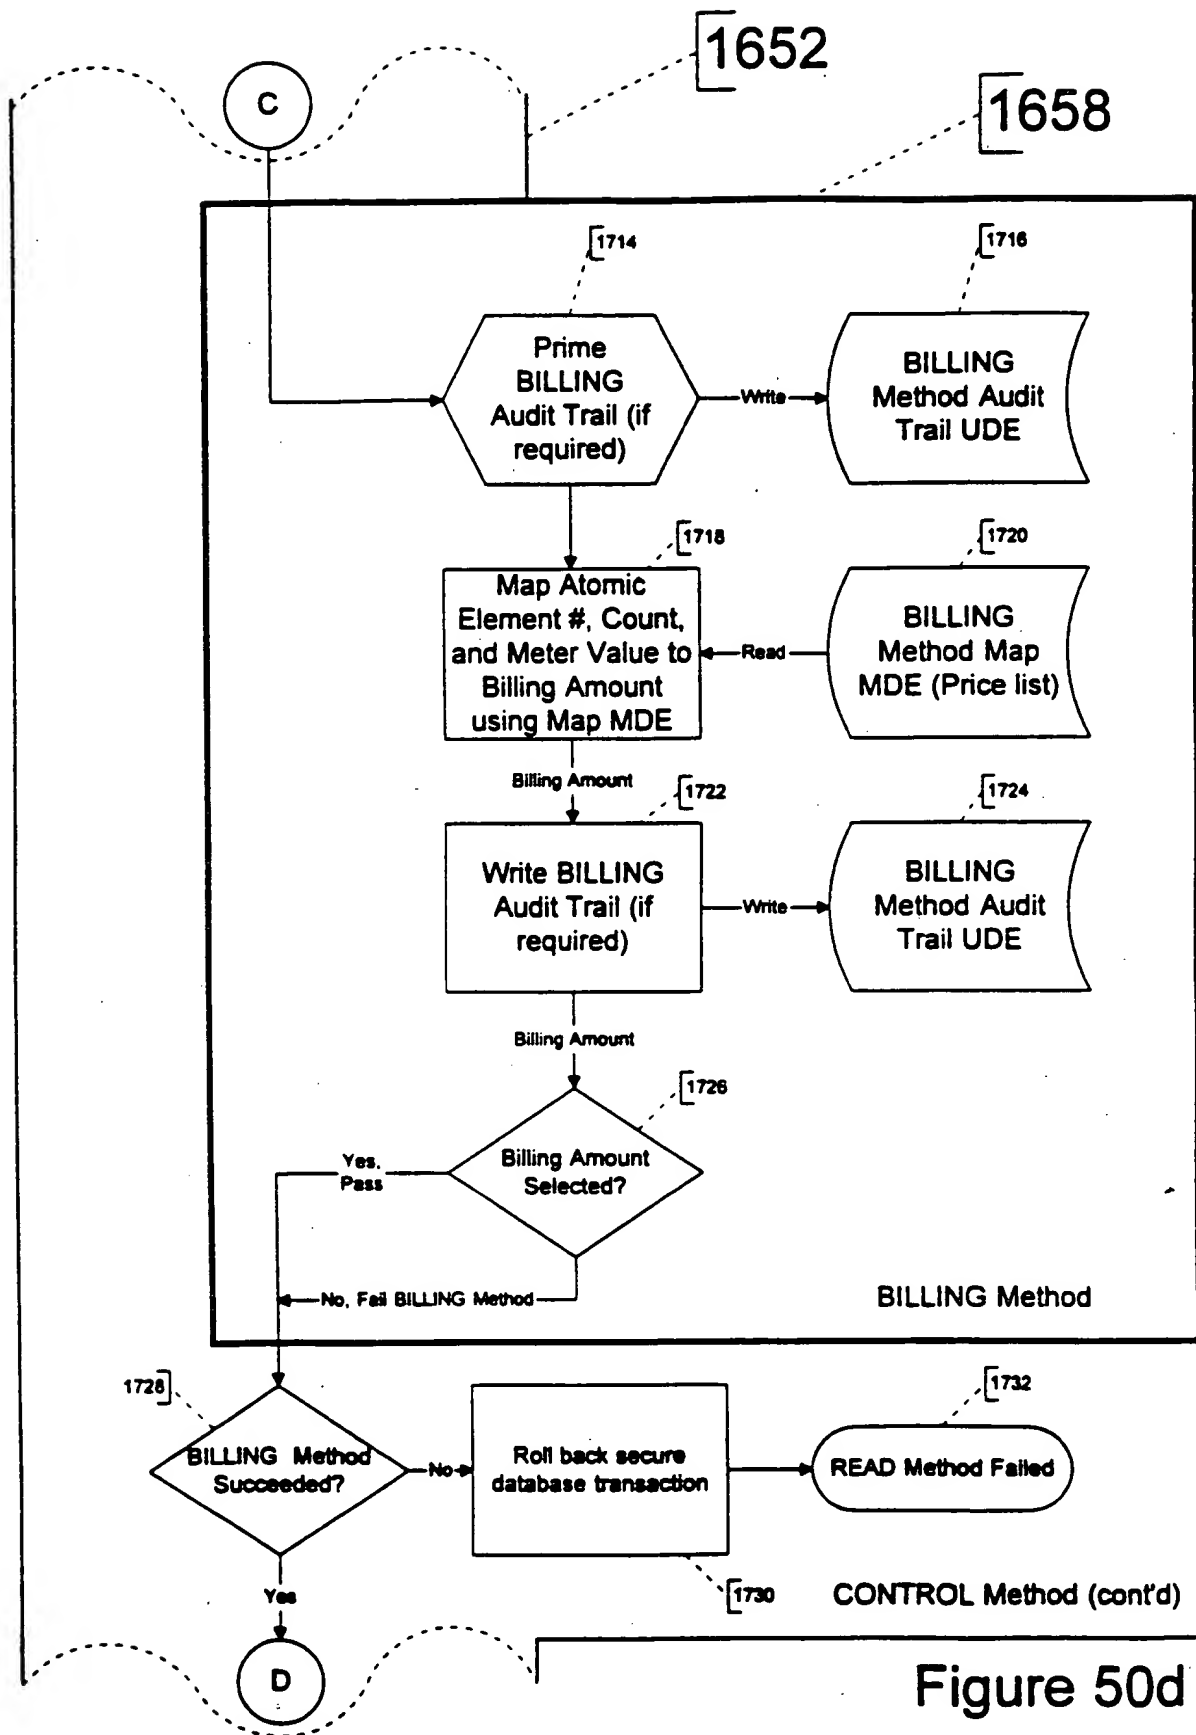 1652
C
1658
1714
1716
Prime
BILLING
Audit Trail (if
required)
Write
BILLING
Method Audit
Trail UDE
1718
1720
Map Atomic
Element #, Count,
and Meter Value to
Billing Amount
using Map MDE
Read
BILLING
Method Map
MDE (Price list)
Billing Amount
1722
1724
Write BILLING
Audit Trail (if
required)
Write
BILLING
Method Audit
Trail UDE
Billing Amount
1726
Billing Amount
Selected?
Yes,
Pass
No, Fail BILLING Method
BILLING Method
1728
1732
BILLING Method
Succeeded?
No
Roll back secure
database transaction
READ Method Failed
Yes
1730
CONTROL Method (cont'd)
D
Figure 50d